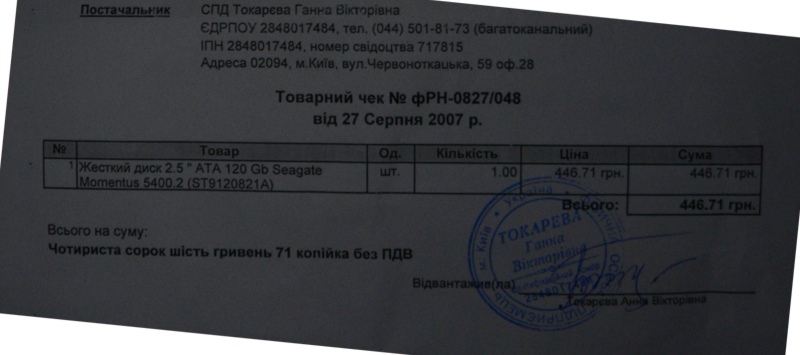 Постачальник СПД Токарєва Ганна Вікторівна
ЄДРПОУ 2848017484, тел. (044) 501-81-73 (багатоканальний)
ІПН 2848017484, номер свідоцтва 717815
Адреса 02094, м.Київ, вул.Червоноткацька, 59 оф.28
Товарний чек № фРН-0827/048
від 27 Серпня 2007 р.
№ Товар Од. Кількість Ціна Сума
1 Жесткий диск 2.5 " ATA 120 Gb Seagate шт. 1.00 446.71 грн. 446.71 грн.
Momentus 5400.2 (ST9120821A)
Всього: 446.71 грн.
Всього на суму:
Чотириста сорок шість гривень 71 копійка без ПДВ
Відвантажив(ла)
Токарєва Анна Вікторівна
м. Київ * Україна
ТОКАРЕВА
Ганна
Вікторівна
2848017484
ПІДПРИЄМЕЦЬ